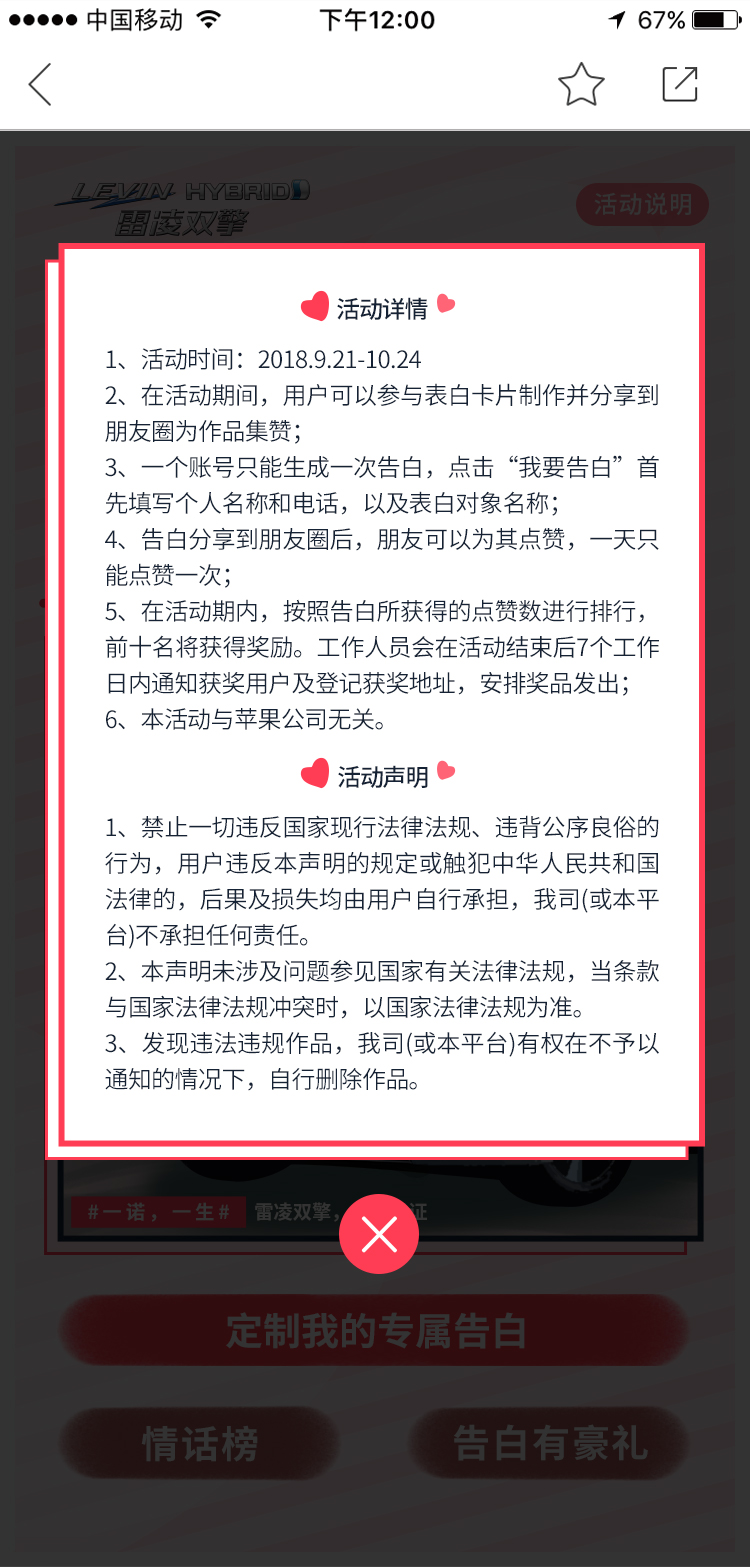 中国移动 下午12:00 67%
LEVIN HYBRID
雷凌双擎
活动说明
活动详情
1、活动时间：2018.9.21-10.24
2、在活动期间，用户可以参与表白卡片制作并分享到
朋友圈为作品集赞；
3、一个账号只能生成一次告白，点击“我要告白”首
先填写个人名称和电话，以及表白对象名称；
4、告白分享到朋友圈后，朋友可以为其点赞，一天只
能点赞一次；
5、在活动期内，按照告白所获得的点赞数进行排行，
前十名将获得奖励。工作人员会在活动结束后7个工作
日内通知获奖用户及登记获奖地址，安排奖品发出；
6、本活动与苹果公司无关。
活动声明
1、禁止一切违反国家现行法律法规、违背公序良俗的
行为，用户违反本声明的规定或触犯中华人民共和国
法律的，后果及损失均由用户自行承担，我司(或本平
台)不承担任何责任。
2、本声明未涉及问题参见国家有关法律法规，当条款
与国家法律法规冲突时，以国家法律法规为准。
3、发现违法违规作品，我司(或本平台)有权在不予以
通知的情况下，自行删除作品。
#一诺，一生# 雷凌双擎， 证
定制我的专属告白
情话榜 告白有豪礼